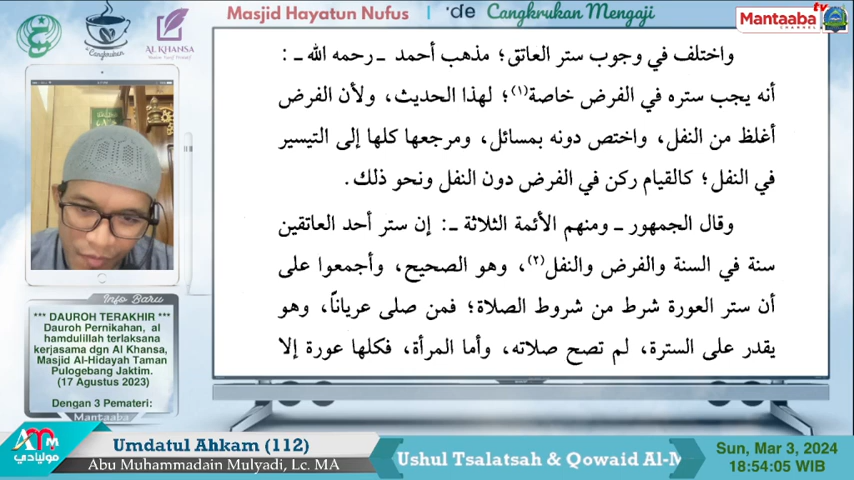 Masjid Hayatun Nufus | de Cangkrukan Mengaji
Mantaaba tv
CHANNEL
Cangkrukan
AL KHANSA
واختلف في وجوب ستر العاتق؛ مذهب أحمد ـ رحمه الله ـ :
أنه يجب ستره في الفرض خاصة(١)؛ لهذا الحديث، ولأن الفرض
أغلظ من النفل، واختص دونه بمسائل، ومرجعها كلها إلى التيسير
في النفل؛ كالقيام ركن في الفرض دون النفل ونحو ذلك.
وقال الجمهور ـ ومنهم الأئمة الثلاثة ـ: إن ستر أحد العاتقين
سنة في السنة والفرض والنفل(٢)، وهو الصحيح، وأجمعوا على
أن ستر العورة شرط من شروط الصلاة؛ فمن صلى عرياناً، وهو
يقدر على السترة، لم تصح صلاته، وأما المرأة، فكلها عورة إلا
Info Baru
*** DAUROH TERAKHIR ***
Dauroh Pernikahan, al
hamdulillah terlaksana
kerjasama dgn Al Khansa,
Masjid Al-Hidayah Taman
Pulogebang Jaktim.
(17 Agustus 2023)
Dengan 3 Pemateri:
Mantaaba
Umdatul Ahkam (112)
Abu Muhammadain Mulyadi, Lc. MA
Ushul Tsalatsah & Qowaid Al-M
Sun, Mar 3, 2024
18:54:05 WIB